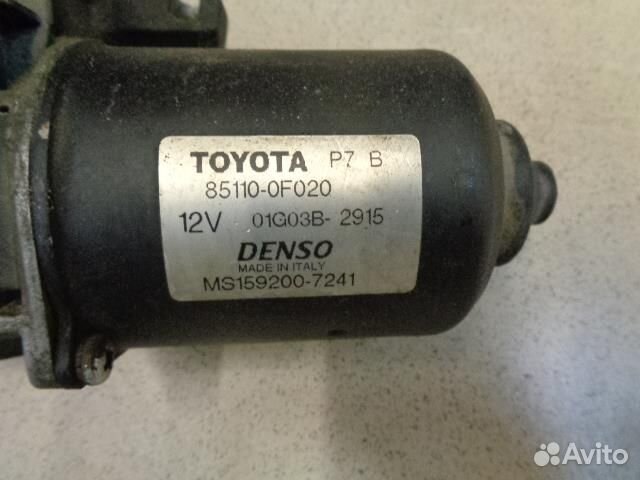 TOYOTA P7 B
85110-0F020
12V 01G03B- 2915
DENSO
MADE IN ITALY
MS159200-7241
Avito